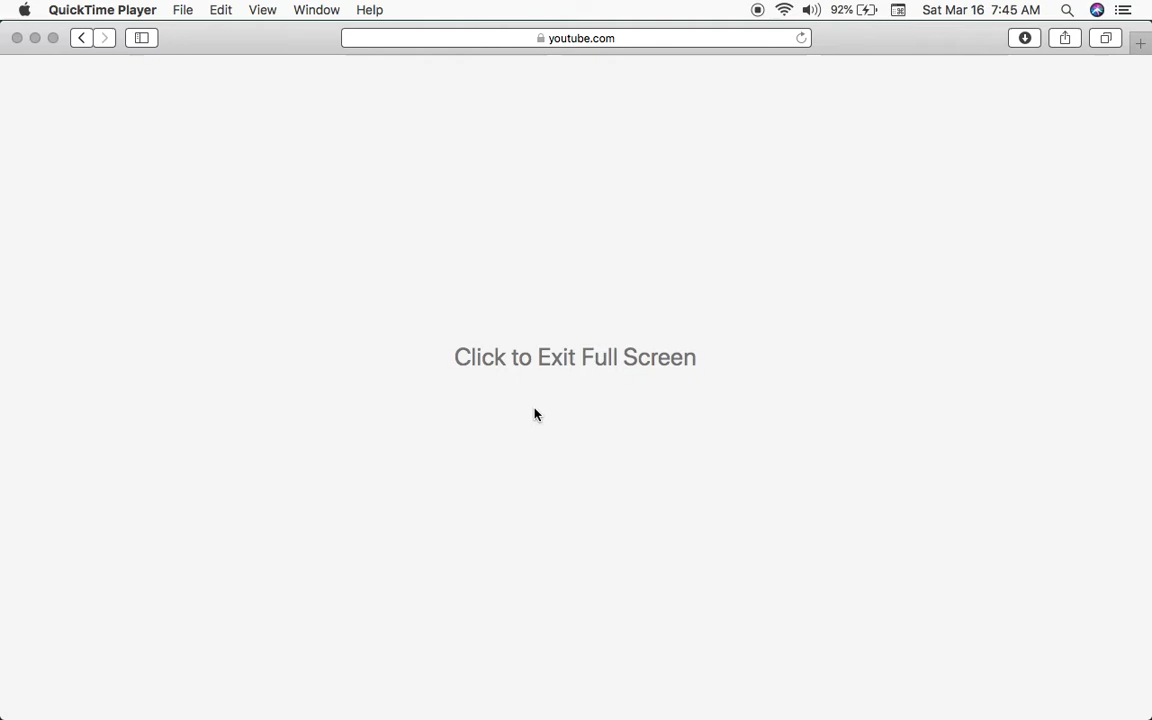 QuickTime Player File Edit View Window Help 92% Sat Mar 16 7:45 AM
youtube.com
Click to Exit Full Screen